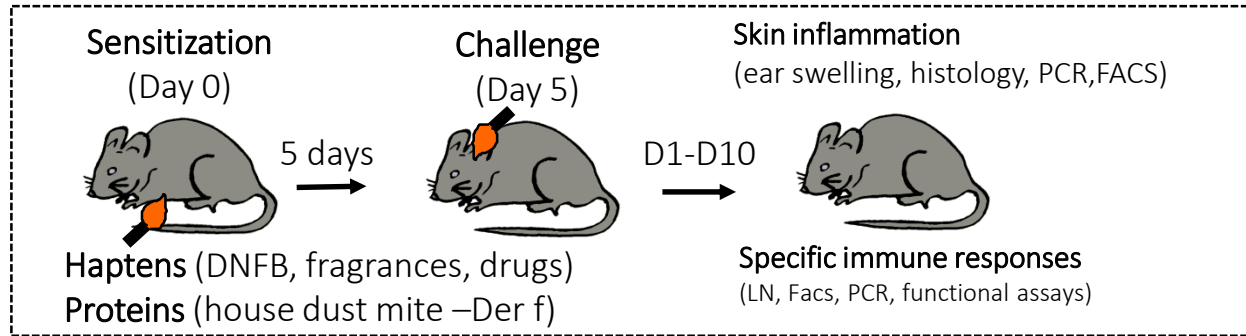 Sensitization
(Day 0)
5 days
Haptens (DNFB, fragrances, drugs)
Proteins (house dust mite –Der f)
Challenge
(Day 5)
D1-D10
Skin inflammation
(ear swelling, histology, PCR,FACS)
Specific immune responses
(LN, Facs, PCR, functional assays)